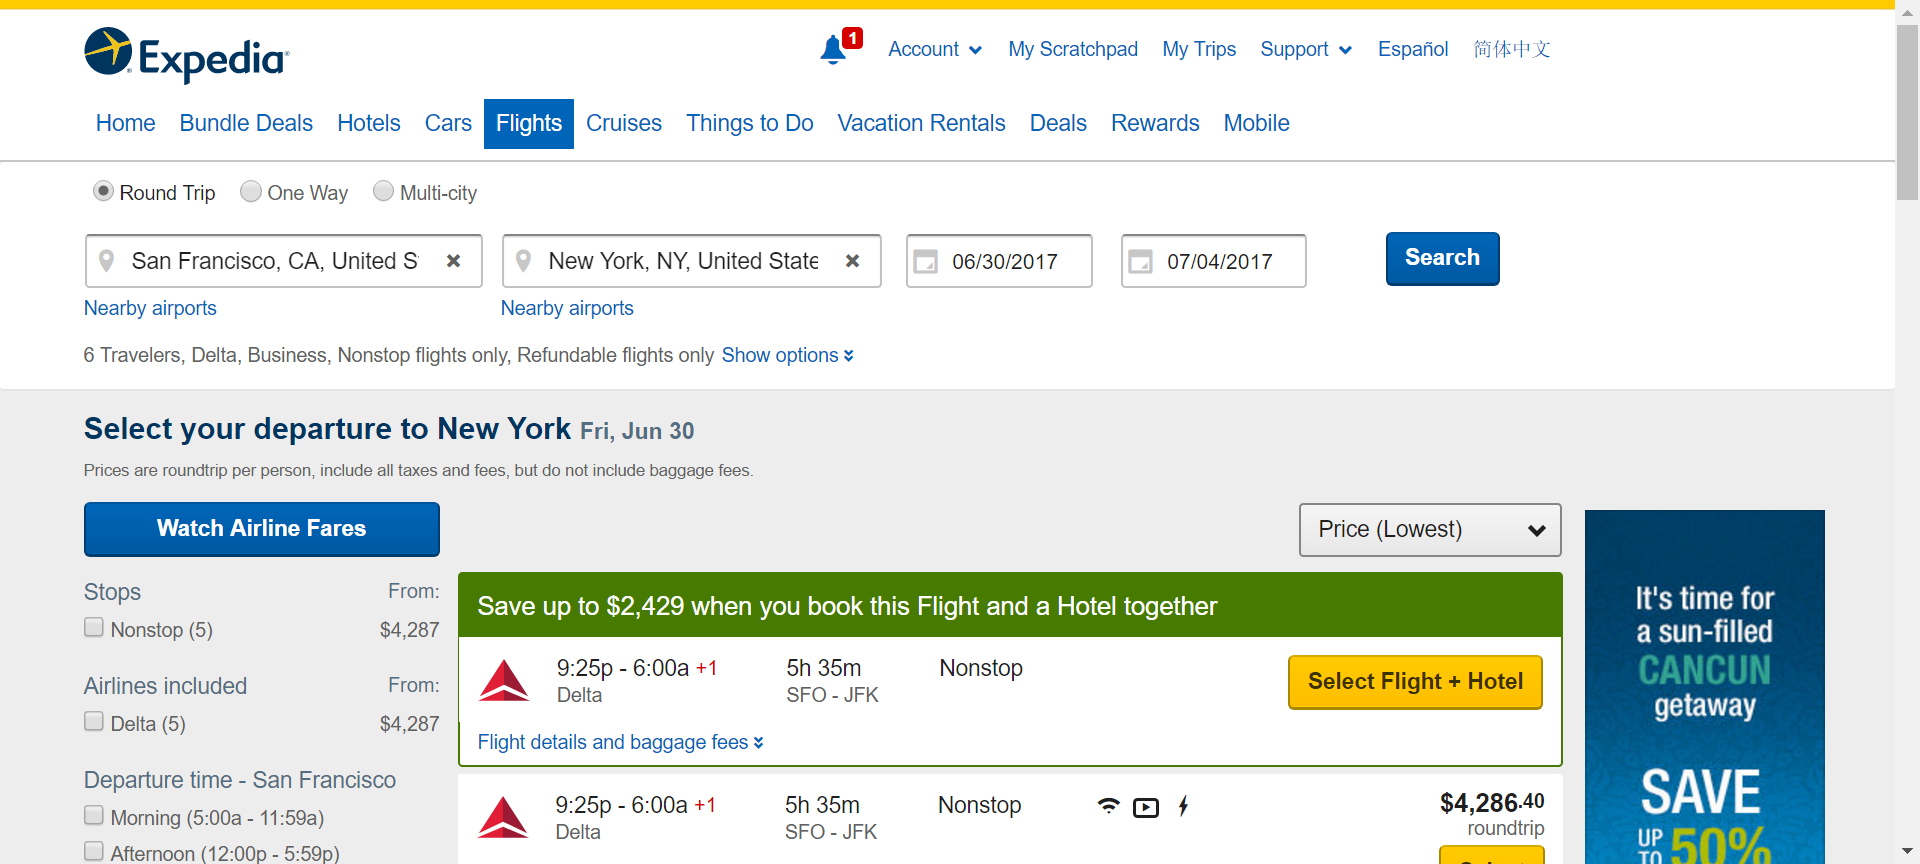 Expedia
1
Account
My Scratchpad
My Trips
Support
Español
简体中文
Home
Bundle Deals
Hotels
Cars
Flights
Cruises
Things to Do
Vacation Rentals
Deals
Rewards
Mobile
Round Trip
One Way
Multi-city
San Francisco, CA, United S
New York, NY, United State
06/30/2017
07/04/2017
Search
Nearby airports
Nearby airports
6 Travelers, Delta, Business, Nonstop flights only, Refundable flights only Show options
Select your departure to New York Fri, Jun 30
Prices are roundtrip per person, include all taxes and fees, but do not include baggage fees.
Watch Airline Fares
Price (Lowest)
Stops From:
Nonstop (5) $4,287
Airlines included From:
Delta (5) $4,287
Departure time - San Francisco
Morning (5:00a - 11:59a)
Afternoon (12:00p - 5:59p)
Save up to $2,429 when you book this Flight and a Hotel together
9:25p - 6:00a +1 5h 35m Nonstop
Delta SFO - JFK
Select Flight + Hotel
Flight details and baggage fees
9:25p - 6:00a +1 5h 35m Nonstop $4,286.40
Delta SFO - JFK roundtrip
It's time for
a sun-filled
CANCUN
getaway
SAVE
UP TO 50%